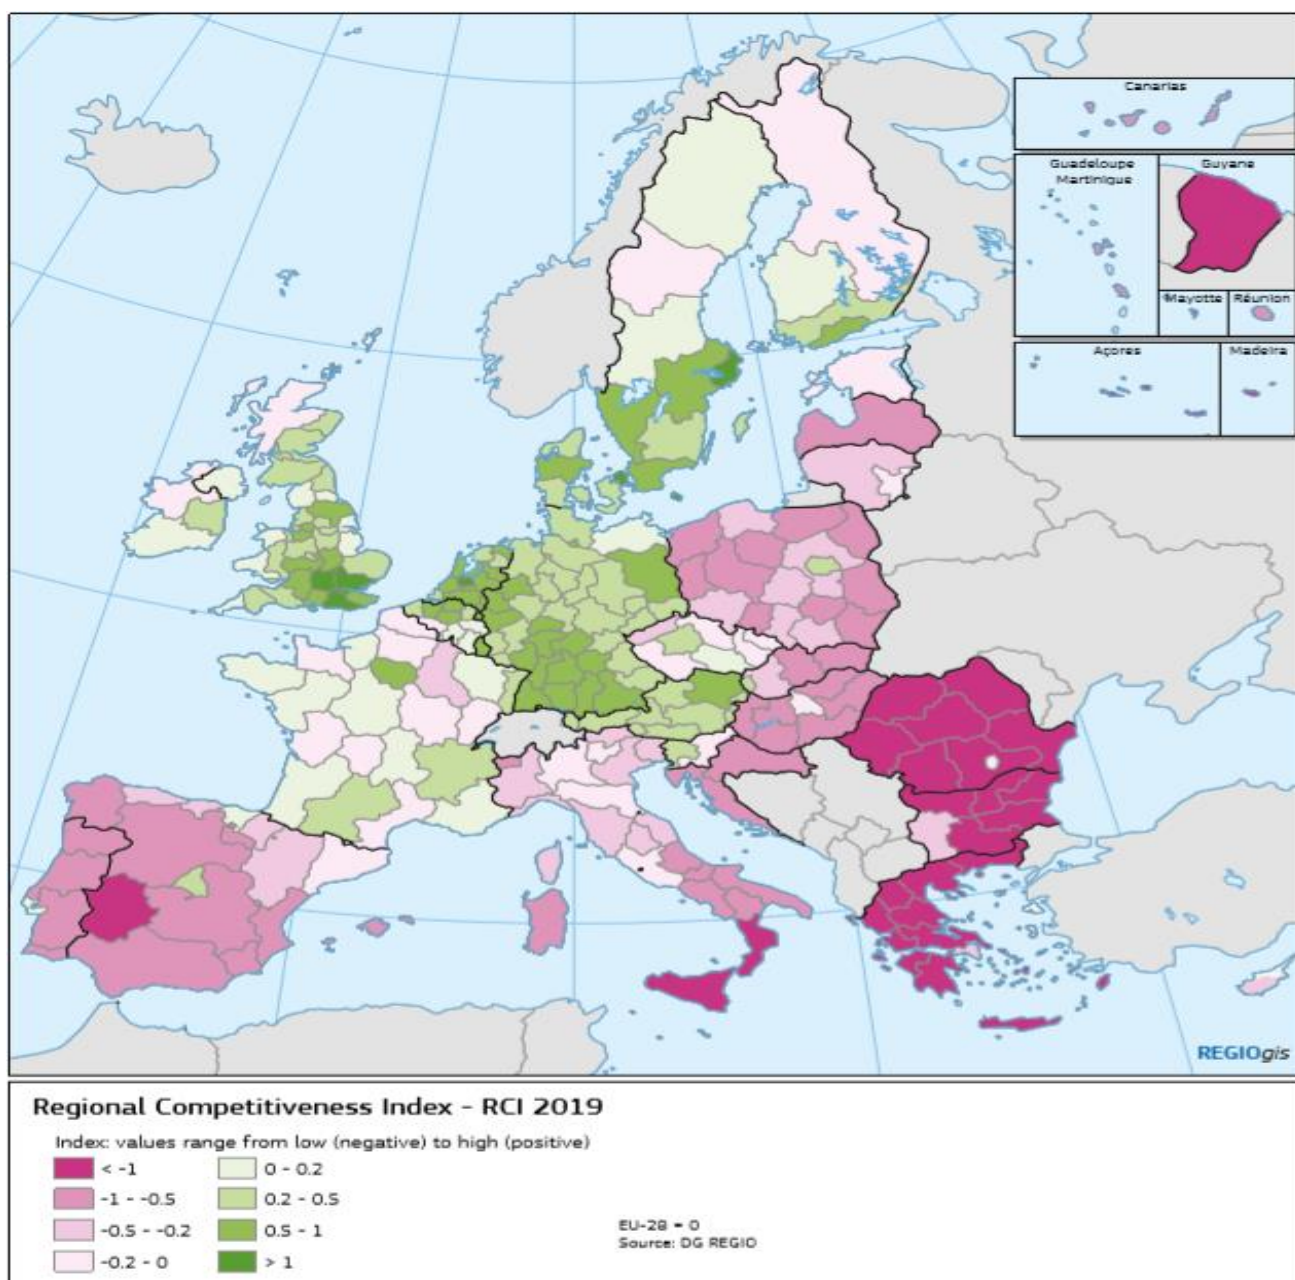 Canarias
Guadeloupe
Martinique
Guyane
Mayotte
Réunion
Açores
Madeira
REGIOgis
Regional Competitiveness Index - RCI 2019
Index: values range from low (negative) to high (positive)
< -1
0 - 0.2
-1 - -0.5
0.2 - 0.5
-0.5 - -0.2
0.5 - 1
-0.2 - 0
> 1
EU-28 = 0
Source: DG REGIO